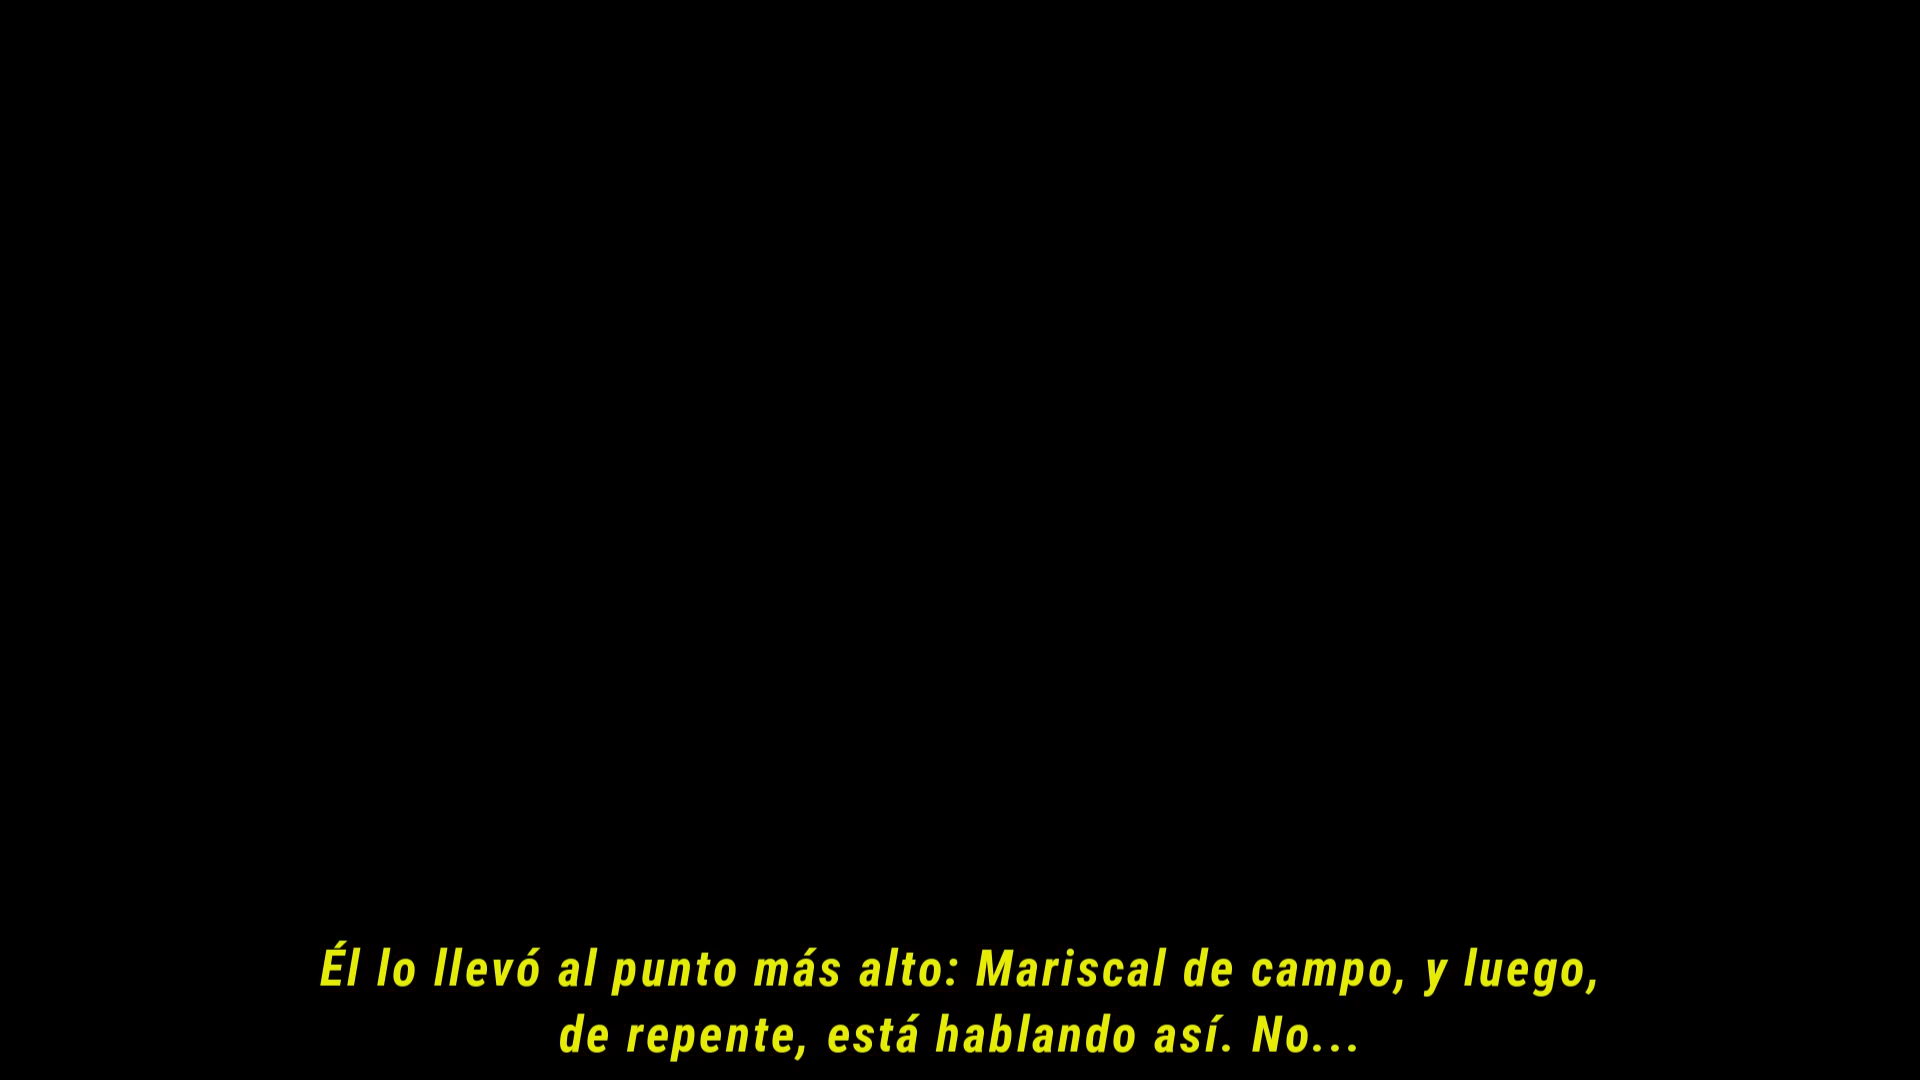 Él lo llevó al punto más alto: Mariscal de campo, y luego,
de repente, está hablando así. No...